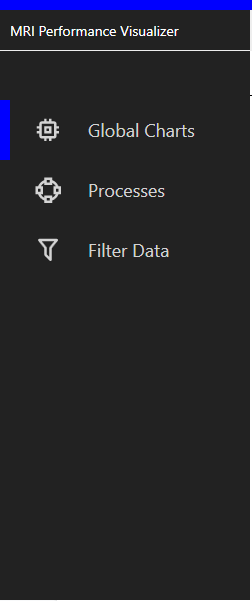 MRI Performance Visualizer
Global Charts
Processes
Filter Data